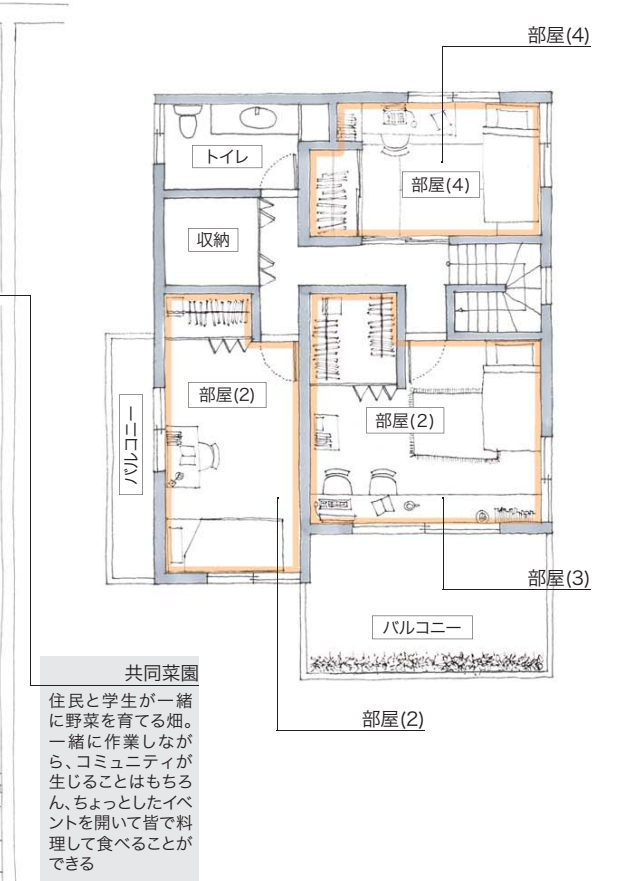 部屋(4)
トイレ
部屋(4)
収納
部屋(2)
部屋(2)
バルコニー
部屋(3)
バルコニー
部屋(2)
共同菜園
住民と学生が一緒
に野菜を育てる畑。
一緒に作業しなが
ら、コミュニティが
生じることはもちろ
ん、ちょっとしたイベ
ントを開いて皆で料
理して食べることが
できる